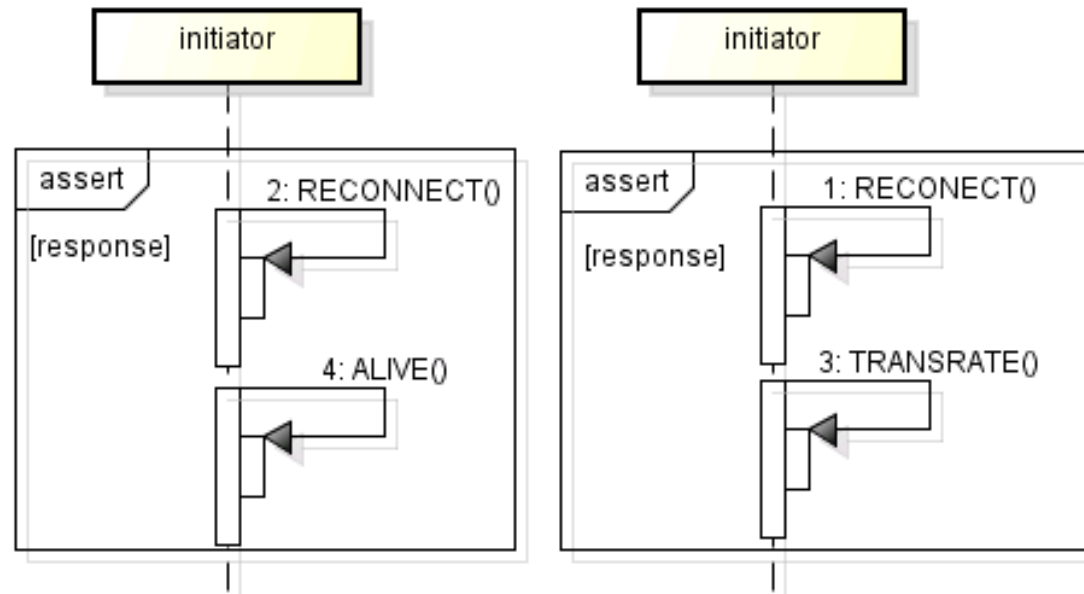 initiator
assert
2: RECONNECT()
[response]
4: ALIVE()
initiator
assert
1: RECONECT()
[response]
3: TRANSRATE()